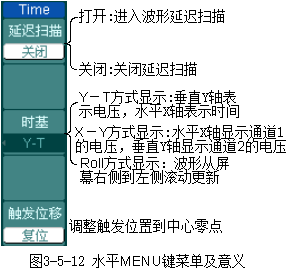 Time
延迟扫描
关闭
打开:进入波形延迟扫描
关闭:关闭延迟扫描
时基
Y-T
Y－T方式显示:垂直Y轴表
示电压，水平X轴表示时间
X－Y方式显示:水平X轴显示通道1
的电压，垂直Y轴显示通道2的电压
Roll方式显示：波形从屏
幕右侧到左侧滚动更新
触发位移
复位
调整触发位置到中心零点
图3-5-12 水平MENU键菜单及意义